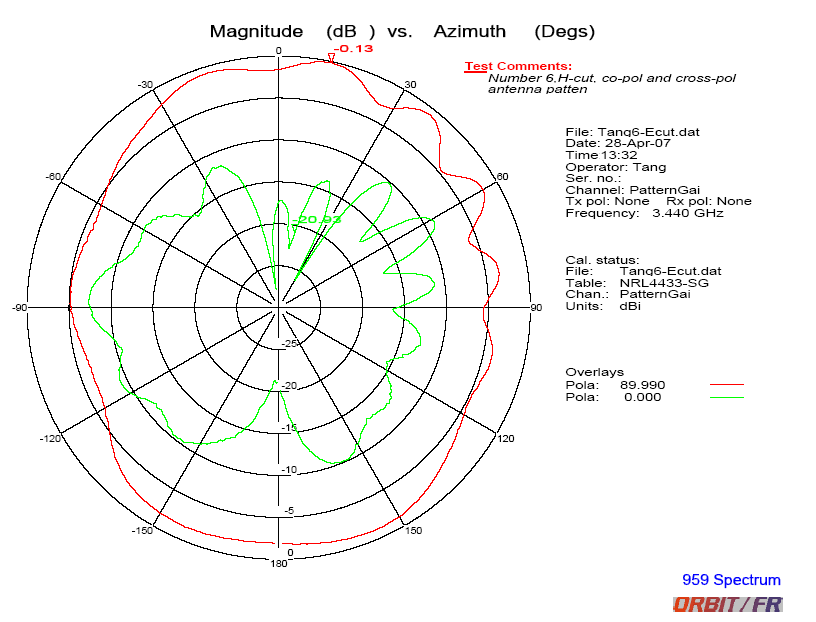 Magnitude (dB ) vs. Azimuth (Degs)
-0.13
0
Test Comments:
Number 6,H-cut, co-pol and cross-pol
antenna patten
-30
30
File: Tang6-Ecut.dat
Date: 28-Apr-07
Time 13:32
Operator: Tang
Ser. no.:
Channel: PatternGai
Tx pol: None Rx pol: None
Frequency: 3.440 GHz
-60
60
-20.93
Cal. status:
File: Tang6-Ecut.dat
Table: NRL4433-SG
Chan.: PatternGai
Units: dBi
-90
90
-25
Overlays
Pola: 89.990
Pola: 0.000
-20
-15
-120
120
-10
-5
-150
150
0
180
959 Spectrum
ORBIT/FR